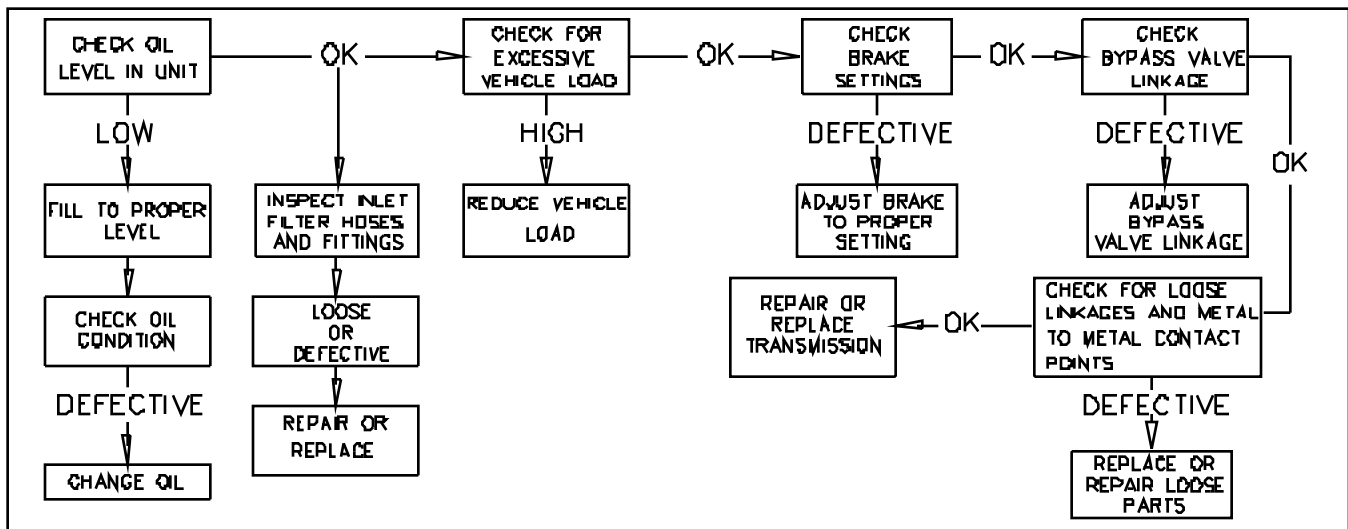 CHECK OIL
LEVEL IN UNIT
OK
CHECK FOR
EXCESSIVE
VEHICLE LOAD
OK
CHECK
BRAKE
SETTINGS
OK
CHECK
BYPASS VALVE
LINKAGE
LOW
HIGH
DEFECTIVE
DEFECTIVE
OK
FILL TO PROPER
LEVEL
INSPECT INLET
FILTER HOSES
AND FITTINGS
REDUCE VEHICLE
LOAD
ADJUST BRAKE
TO PROPER
SETTING
ADJUST
BYPASS
VALVE LINKAGE
CHECK OIL
CONDITION
LOOSE
OR
DEFECTIVE
REPAIR OR
REPLACE
TRANSMISSION
OK
CHECK FOR LOOSE
LINKAGES AND METAL
TO METAL CONTACT
POINTS
DEFECTIVE
REPAIR OR
REPLACE
DEFECTIVE
CHANGE OIL
REPLACE OR
REPAIR LOOSE
PARTS